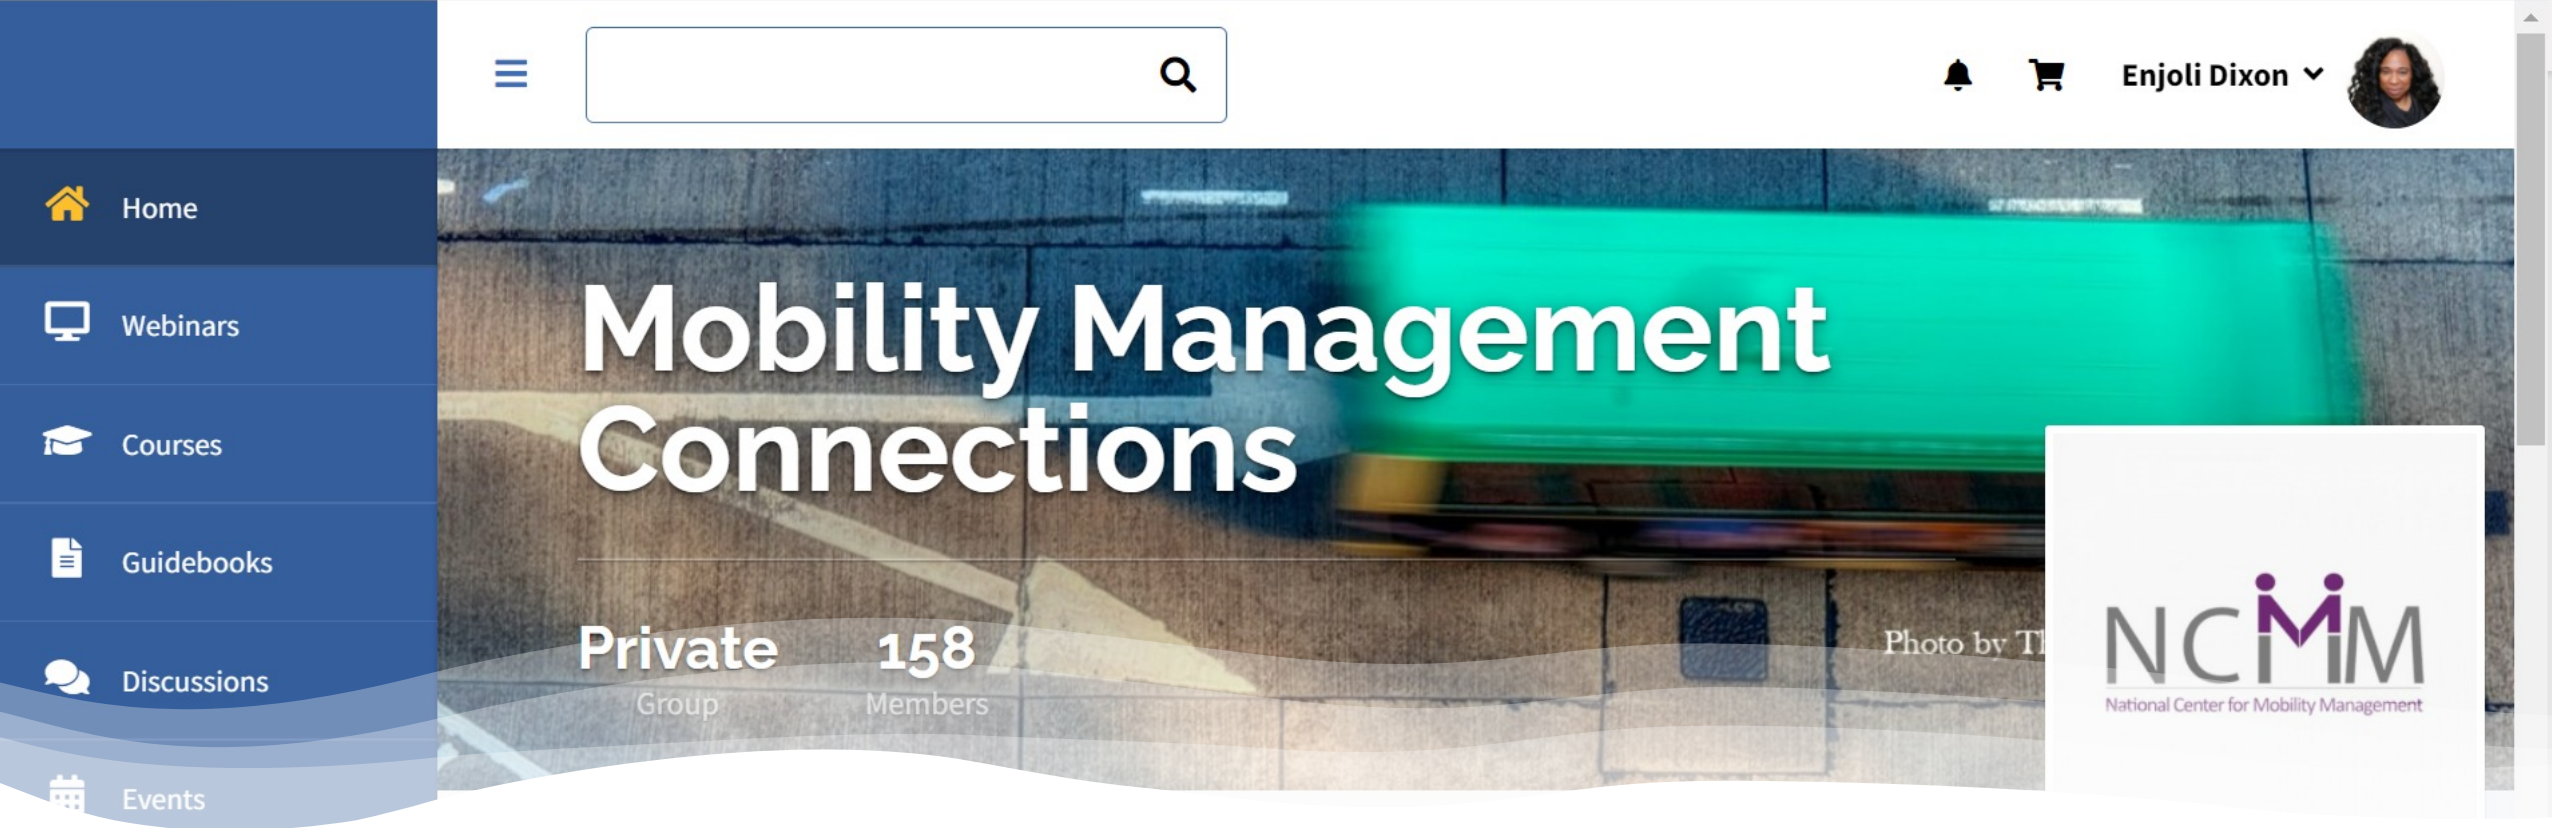 Enjoli Dixon
Home
Webinars
Courses
Guidebooks
Discussions
Events
Mobility Management
Connections
Private
Group
158
Members
Photo by
NCMM
National Center for Mobility Management